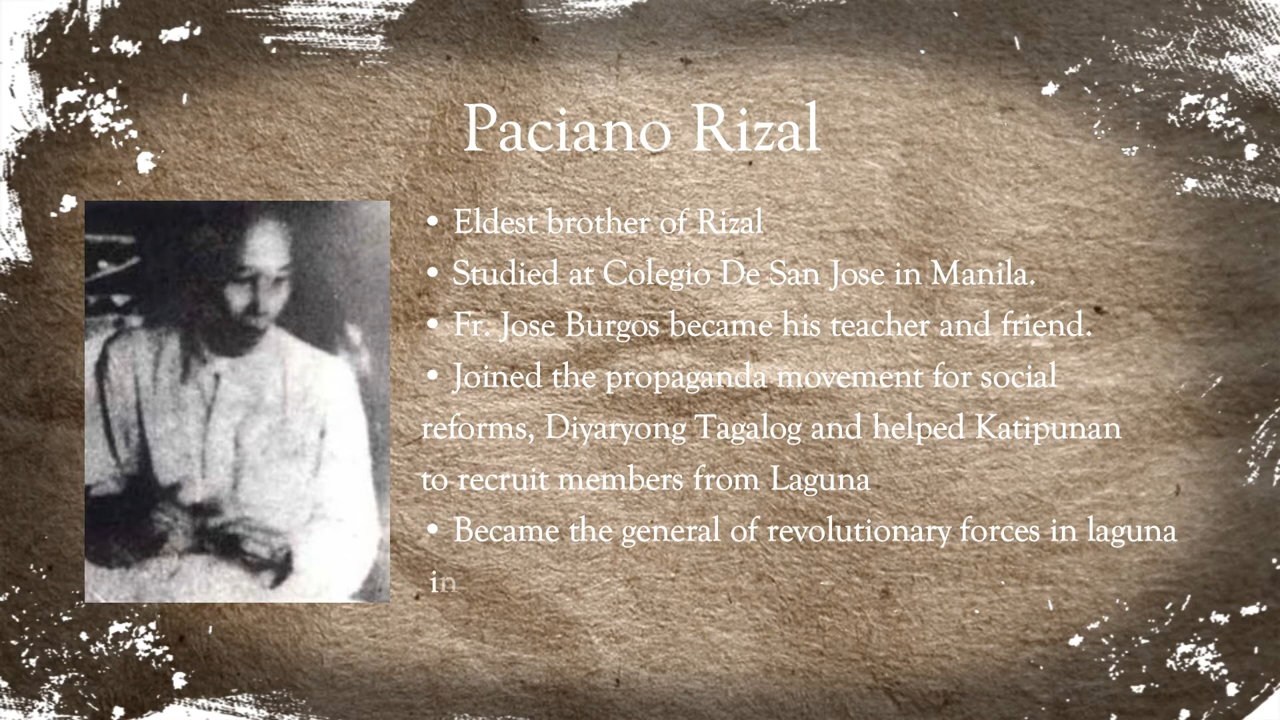 Paciano Rizal
• Eldest brother of Rizal
• Studied at Colegio De San Jose in Manila.
• Fr. Jose Burgos became his teacher and friend.
• Joined the propaganda movement for social
reforms, Diyaryong Tagalog and helped Katipunan
to recruit members from Laguna
• Became the general of revolutionary forces in laguna
in